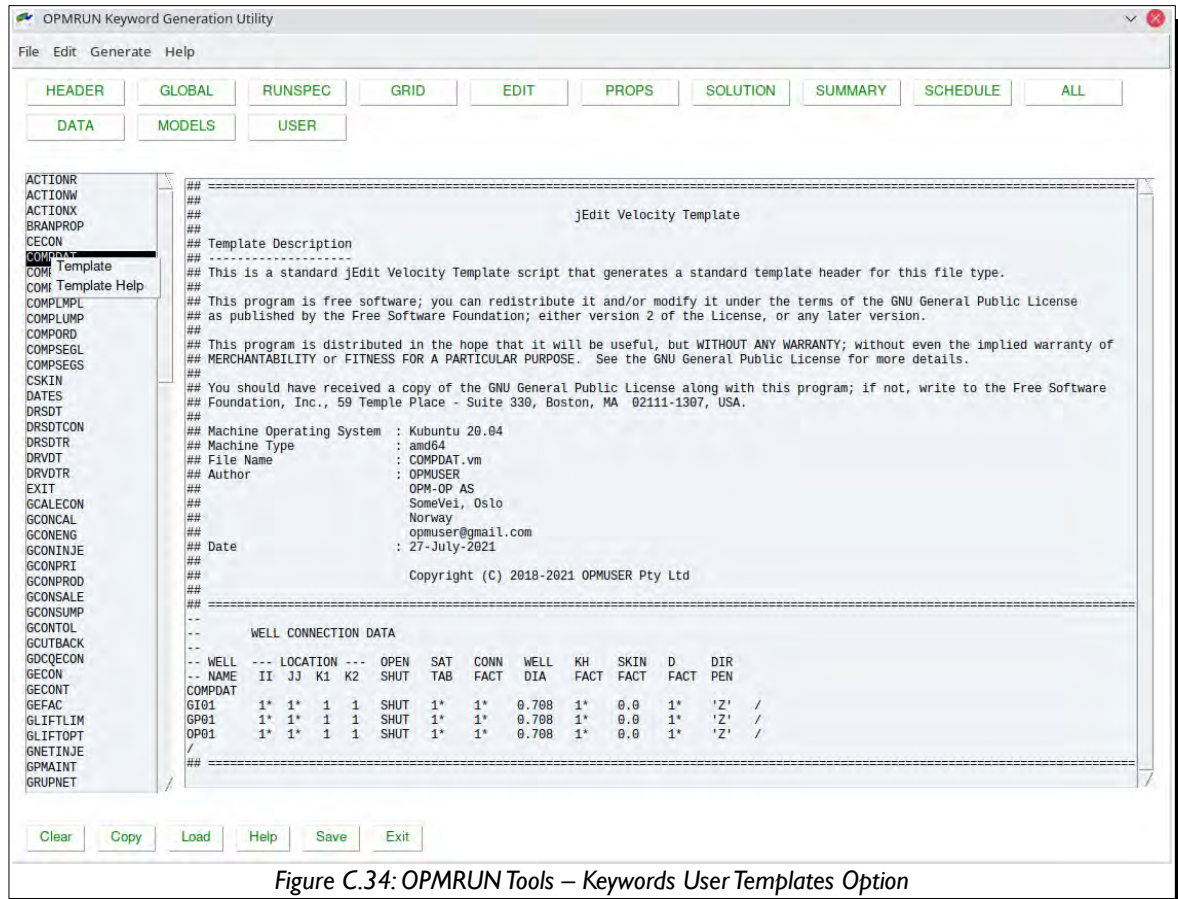 OPMRUN Keyword Generation Utility
File Edit Generate Help
HEADER GLOBAL RUNSPEC GRID EDIT PROPS SOLUTION SUMMARY SCHEDULE ALL
DATA MODELS USER
ACTIONR
ACTIONW
ACTIONX
BRANPROP
CECON
COMPDAT
Template
Template Help
COMPLMPL
COMPLUMP
COMPORD
COMPSEGL
COMPSEGS
CSKIN
DATES
DRSDT
DRSDTCON
DRSDTR
DRVDT
DRVDTR
EXIT
GCALECON
GCONCAL
GCONENG
GCONINJE
GCONPRI
GCONPROD
GCONSALE
GCONSUMP
GCONTOL
GCUTBACK
GDCQECON
GECON
GECONT
GEFAC
GLIFTLIM
GLIFTOPT
GNETINJE
GPMAINT
GRUPNET
## ==================================================================================================================================
##
## jEdit Velocity Template
##
## Template Description
## --------------------
## This is a standard jEdit Velocity Template script that generates a standard template header for this file type.
##
## This program is free software; you can redistribute it and/or modify it under the terms of the GNU General Public License
## as published by the Free Software Foundation; either version 2 of the License, or any later version.
##
## This program is distributed in the hope that it will be useful, but WITHOUT ANY WARRANTY; without even the implied warranty of
## MERCHANTABILITY or FITNESS FOR A PARTICULAR PURPOSE. See the GNU General Public License for more details.
##
## You should have received a copy of the GNU General Public License along with this program; if not, write to the Free Software
## Foundation, Inc., 59 Temple Place - Suite 330, Boston, MA 02111-1307, USA.
##
## Machine Operating System : Kubuntu 20.04
## Machine Type : amd64
## File Name : COMPDAT.vm
## Author : OPMUSER
## OPM-OP AS
## SomeVei, Oslo
## Norway
## opmuser@gmail.com
## Date : 27-July-2021
##
## Copyright (C) 2018-2021 OPMUSER Pty Ltd
##
## ==================================================================================================================================
--
-- WELL CONNECTION DATA
--
-- WELL --- LOCATION --- OPEN SAT CONN WELL KH SKIN D DIR
-- NAME II JJ K1 K2 SHUT TAB FACT DIA FACT FACT FACT PEN
COMPDAT
GI01 1* 1* 1 1 SHUT 1* 1* 0.708 1* 0.0 1* 'Z' /
GP01 1* 1* 1 1 SHUT 1* 1* 0.708 1* 0.0 1* 'Z' /
OP01 1* 1* 1 1 SHUT 1* 1* 0.708 1* 0.0 1* 'Z' /
/
## ==================================================================================================================================
Clear Copy Load Help Save Exit
Figure C.34: OPMRUN Tools – Keywords User Templates Option